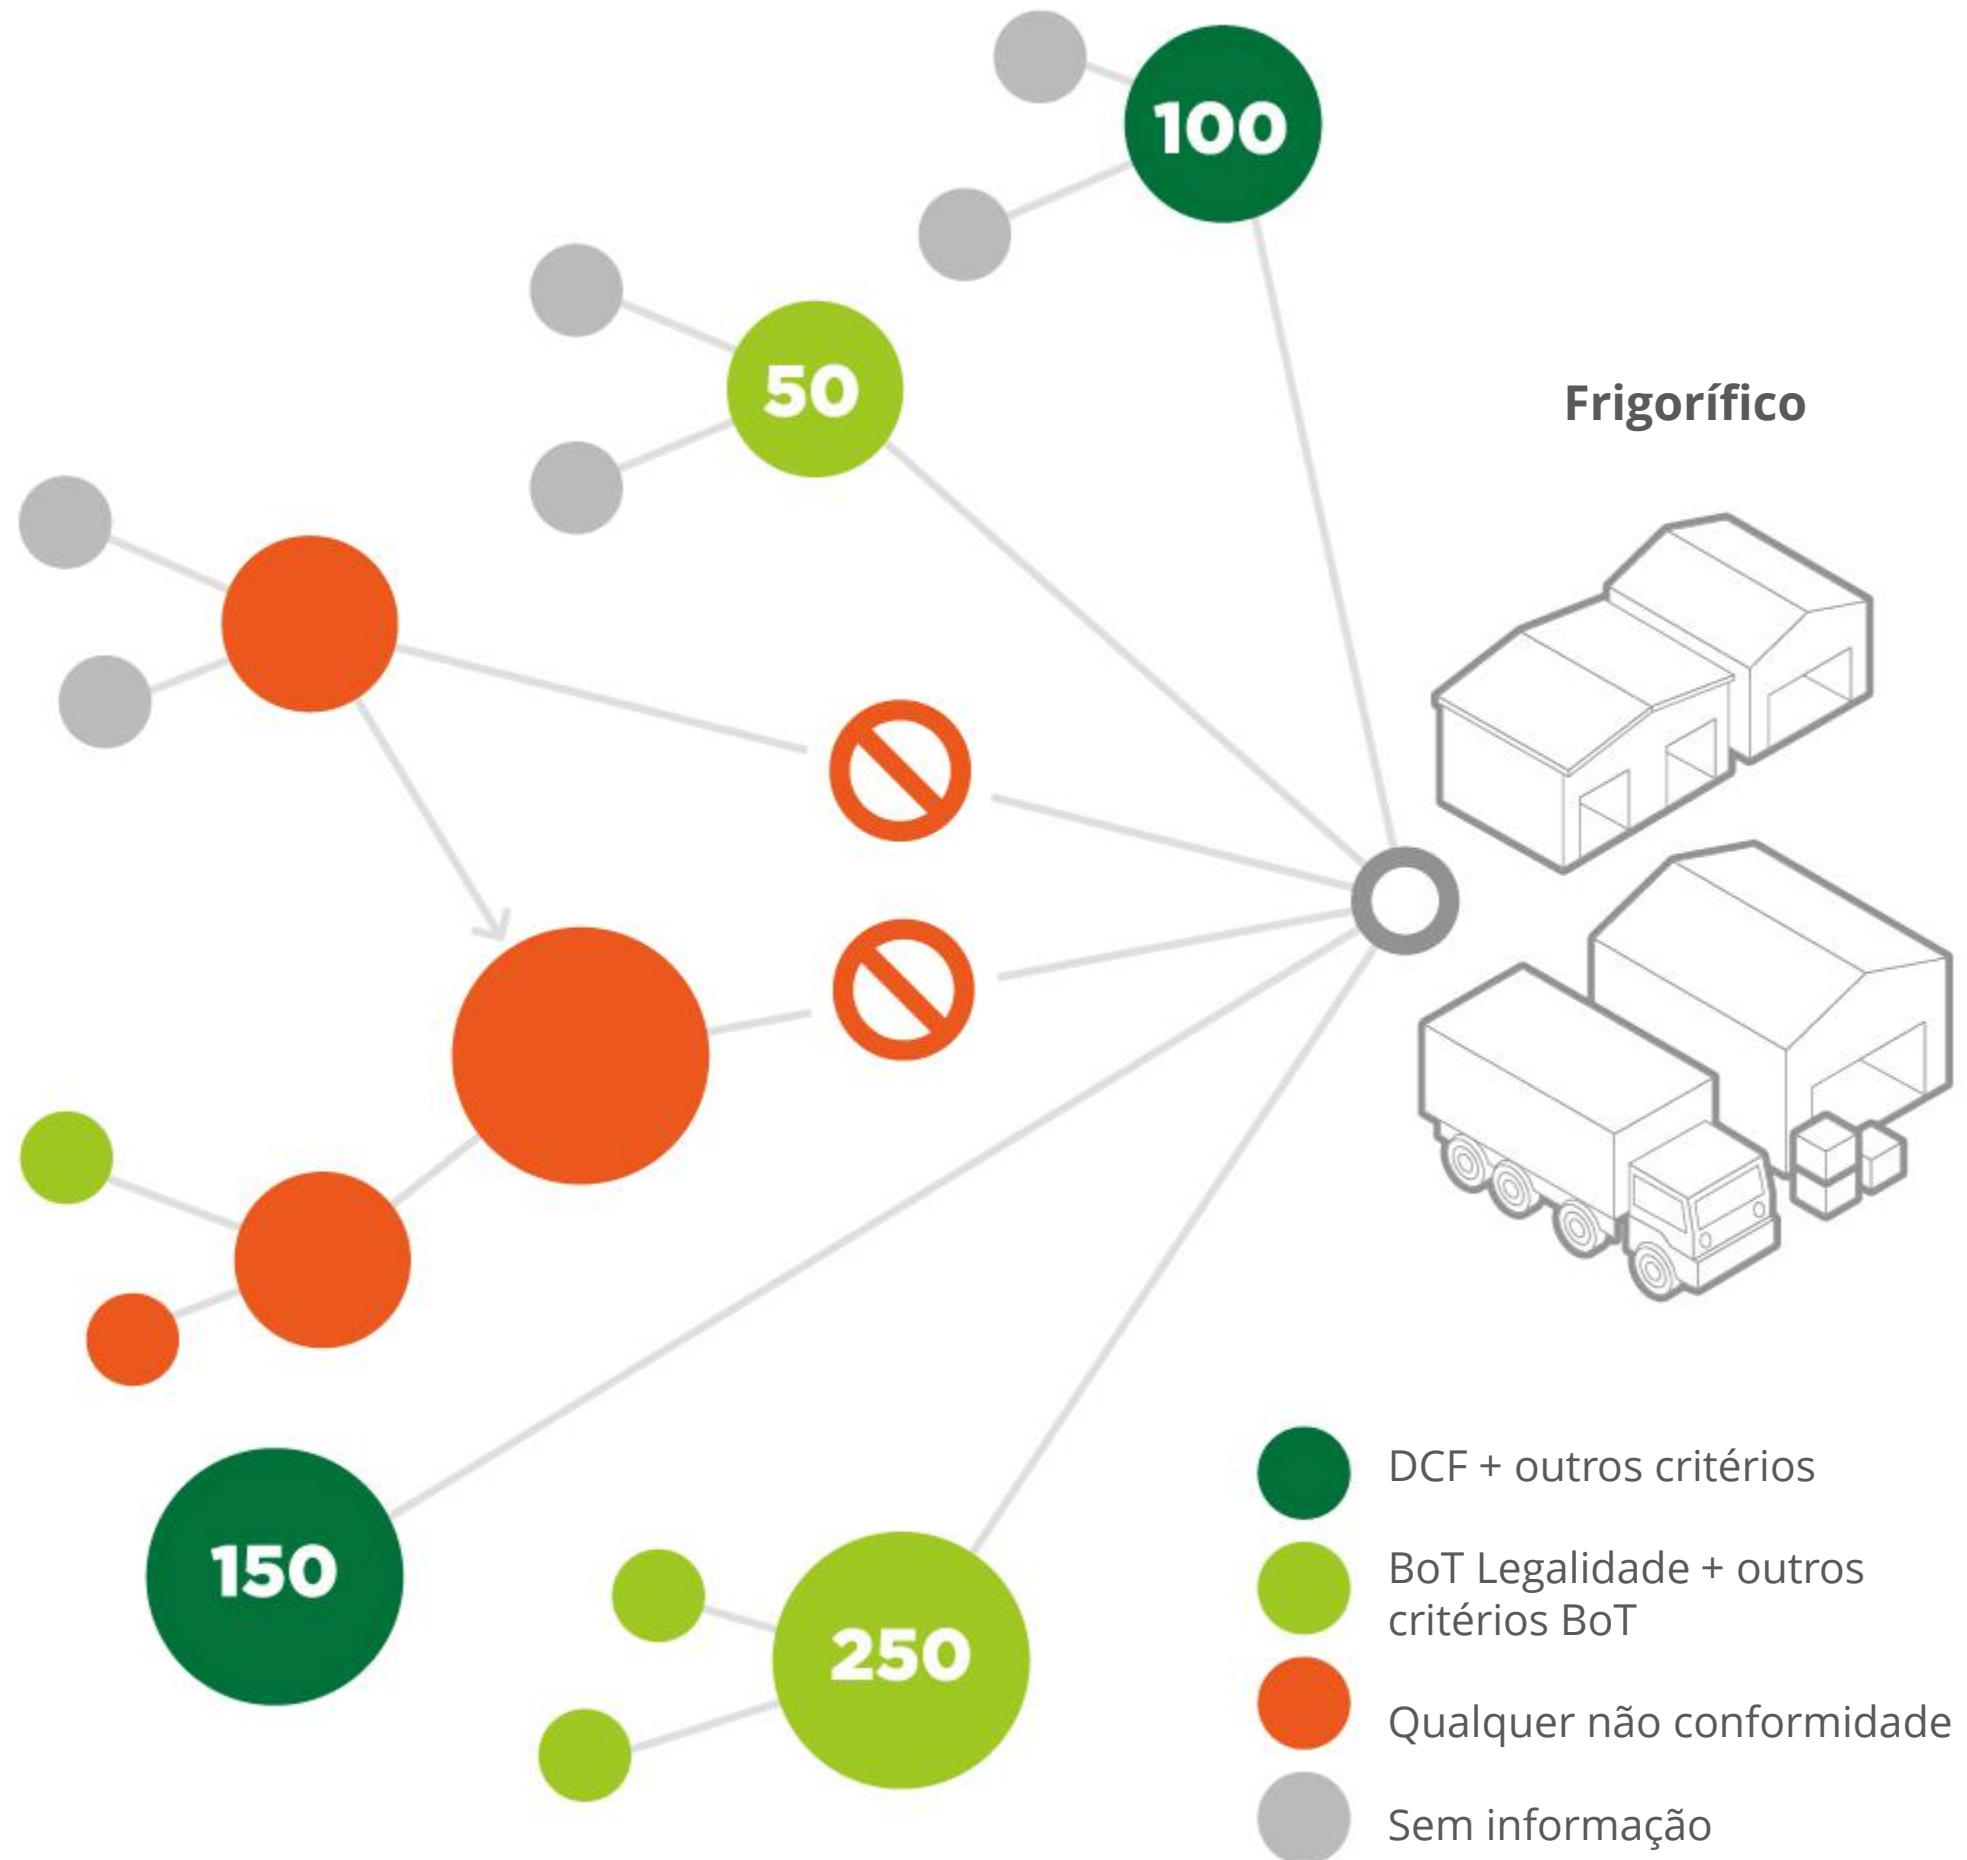 100
50
Frigorífico
150
250
DCF + outros critérios
BoT Legalidade + outros
critérios BoT
Qualquer não conformidade
Sem informação